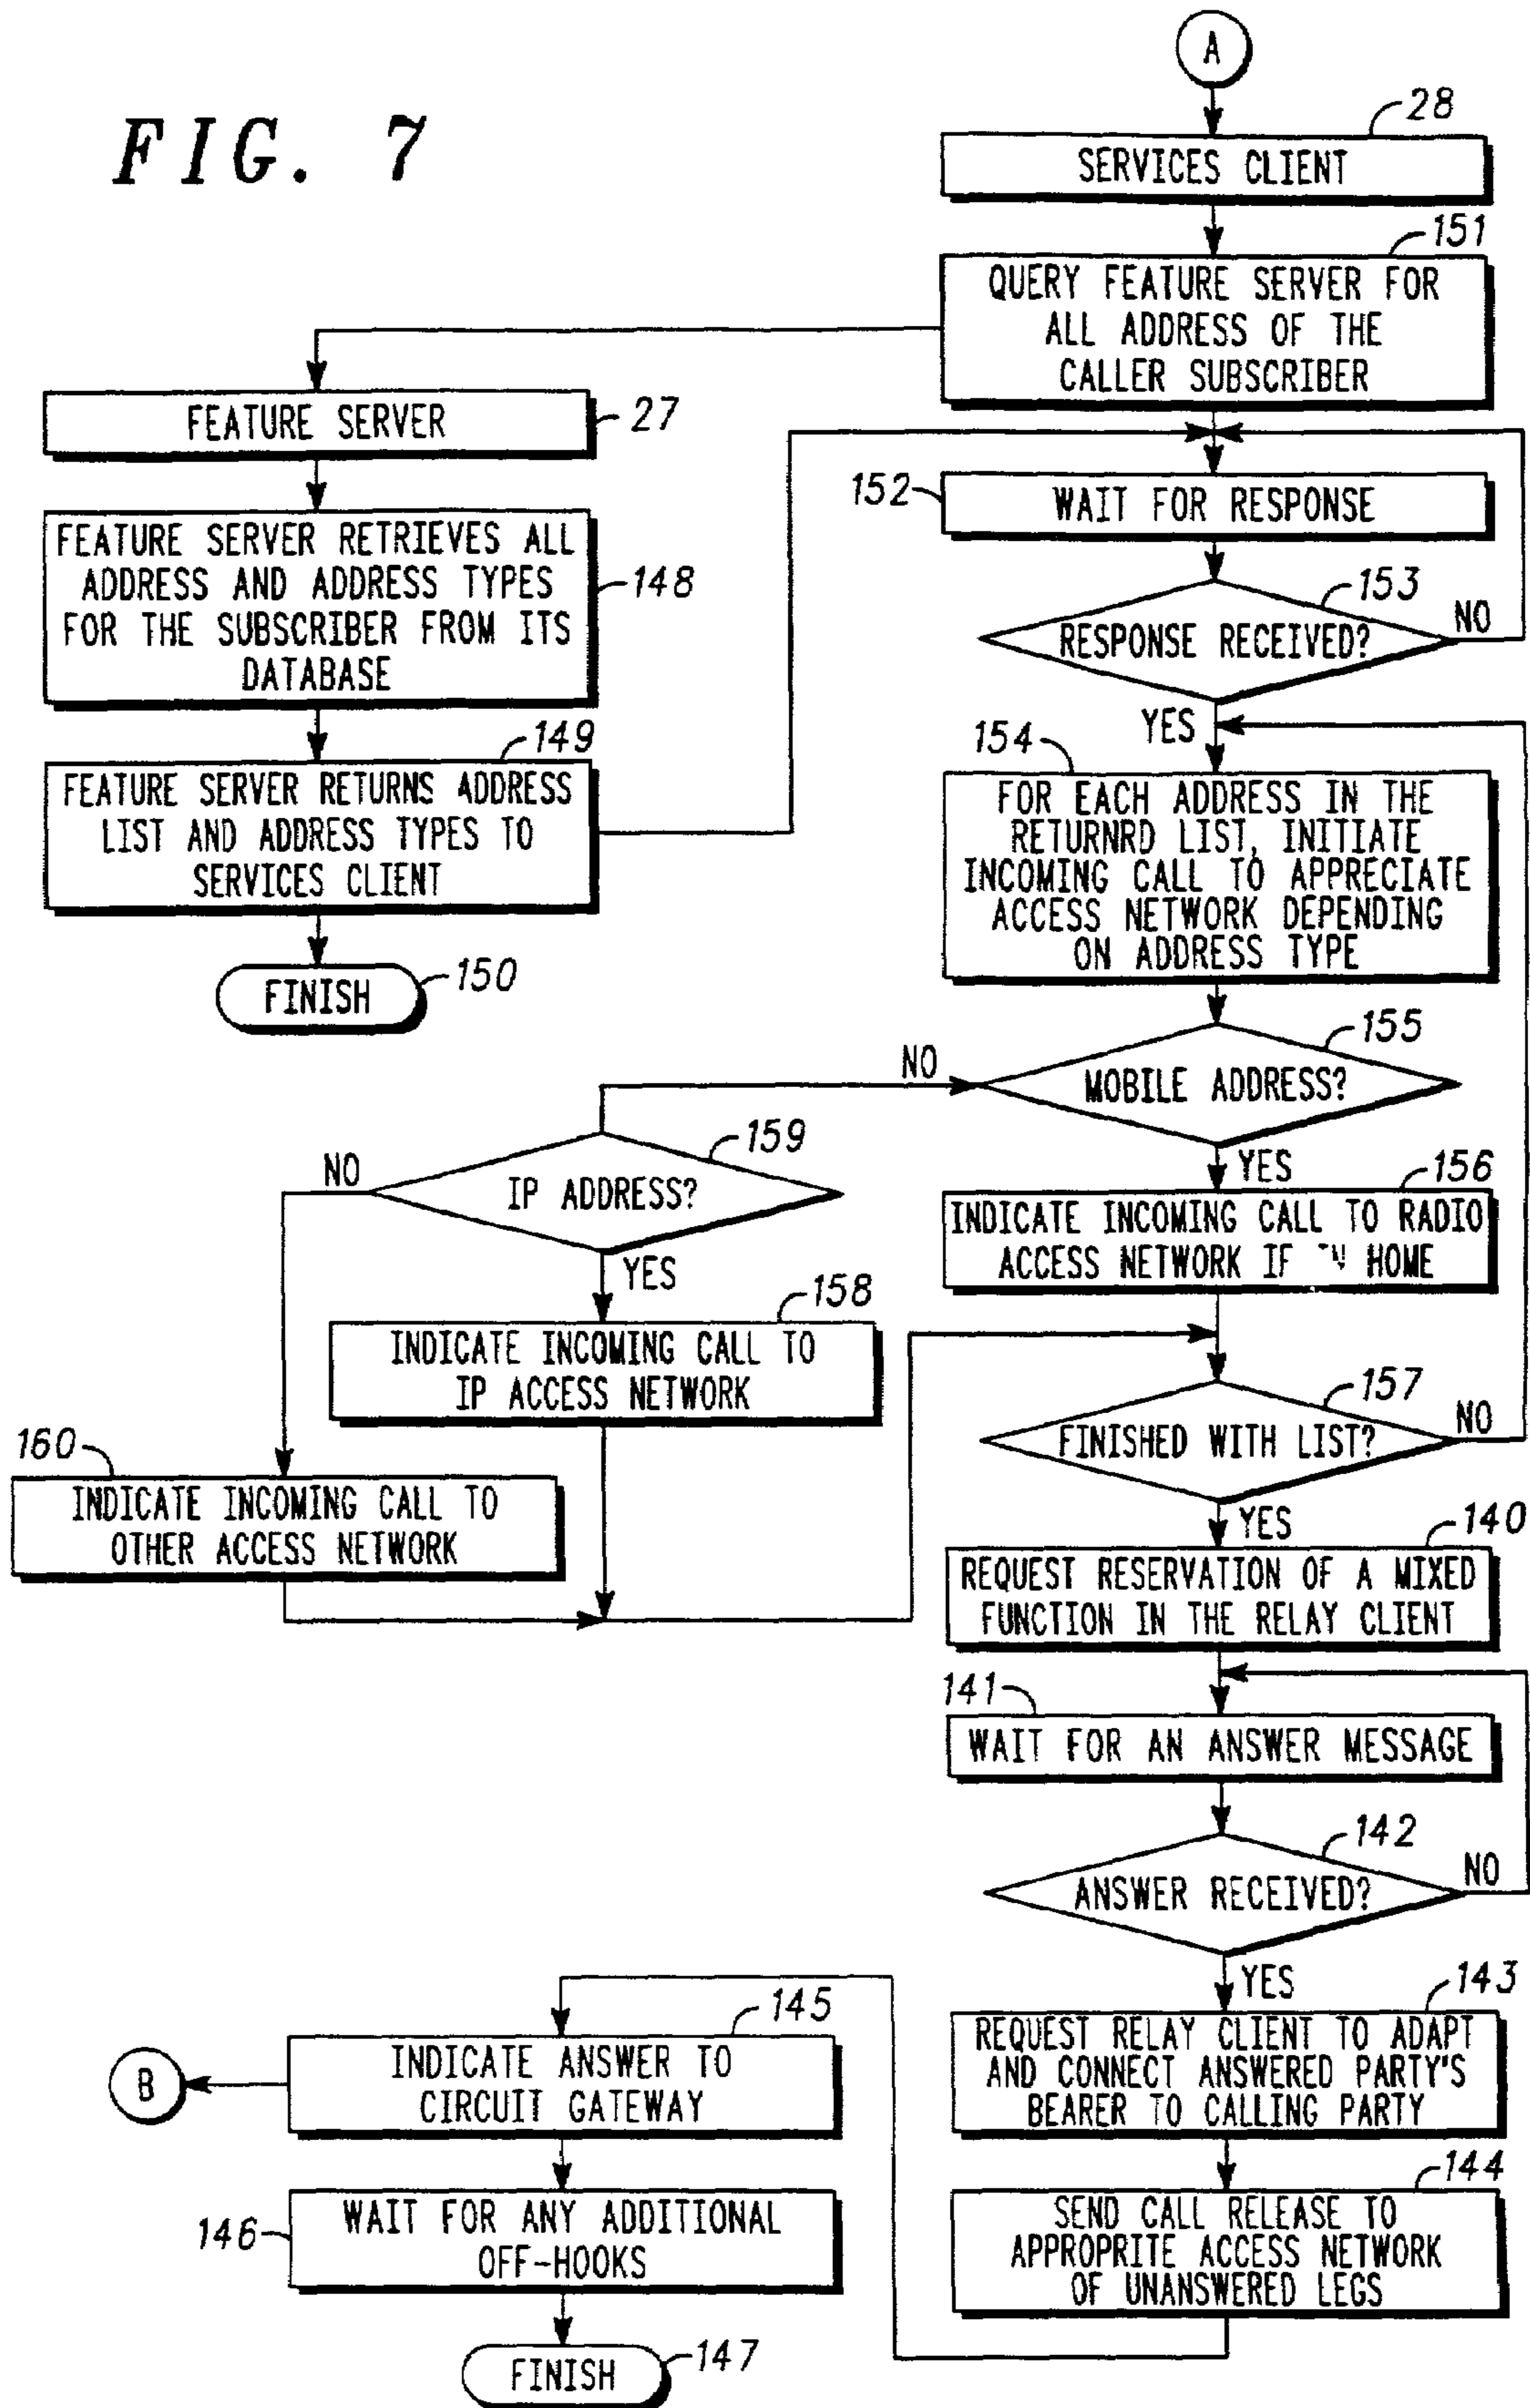 FIG. 7
A
28
SERVICES CLIENT
151
QUERY FEATURE SERVER FOR
ALL ADDRESS OF THE
CALLER SUBSCRIBER
FEATURE SERVER
27
152
WAIT FOR RESPONSE
FEATURE SERVER RETRIEVES ALL
ADDRESS AND ADDRESS TYPES
FOR THE SUBSCRIBER FROM ITS
DATABASE
148
153
RESPONSE RECEIVED?
NO
YES
149
FEATURE SERVER RETURNS ADDRESS
LIST AND ADDRESS TYPES TO
SERVICES CLIENT
FINISH
150
154
FOR EACH ADDRESS IN THE
RETURNRD LIST, INITIATE
INCOMING CALL TO APPRECIATE
ACCESS NETWORK DEPENDING
ON ADDRESS TYPE
155
MOBILE ADDRESS?
NO
YES
159
IP ADDRESS?
NO
YES
156
INDICATE INCOMING CALL TO RADIO
ACCESS NETWORK IF HOME
158
INDICATE INCOMING CALL TO
IP ACCESS NETWORK
157
FINISHED WITH LIST?
NO
YES
160
INDICATE INCOMING CALL TO
OTHER ACCESS NETWORK
140
REQUEST RESERVATION OF A MIXED
FUNCTION IN THE RELAY CLIENT
141
WAIT FOR AN ANSWER MESSAGE
142
ANSWER RECEIVED?
NO
YES
143
REQUEST RELAY CLIENT TO ADAPT
AND CONNECT ANSWERED PARTY'S
BEARER TO CALLING PARTY
144
SEND CALL RELEASE TO
APPROPRITE ACCESS NETWORK
OF UNANSWERED LEGS
145
INDICATE ANSWER TO
CIRCUIT GATEWAY
B
146
WAIT FOR ANY ADDITIONAL
OFF-HOOKS
FINISH
147